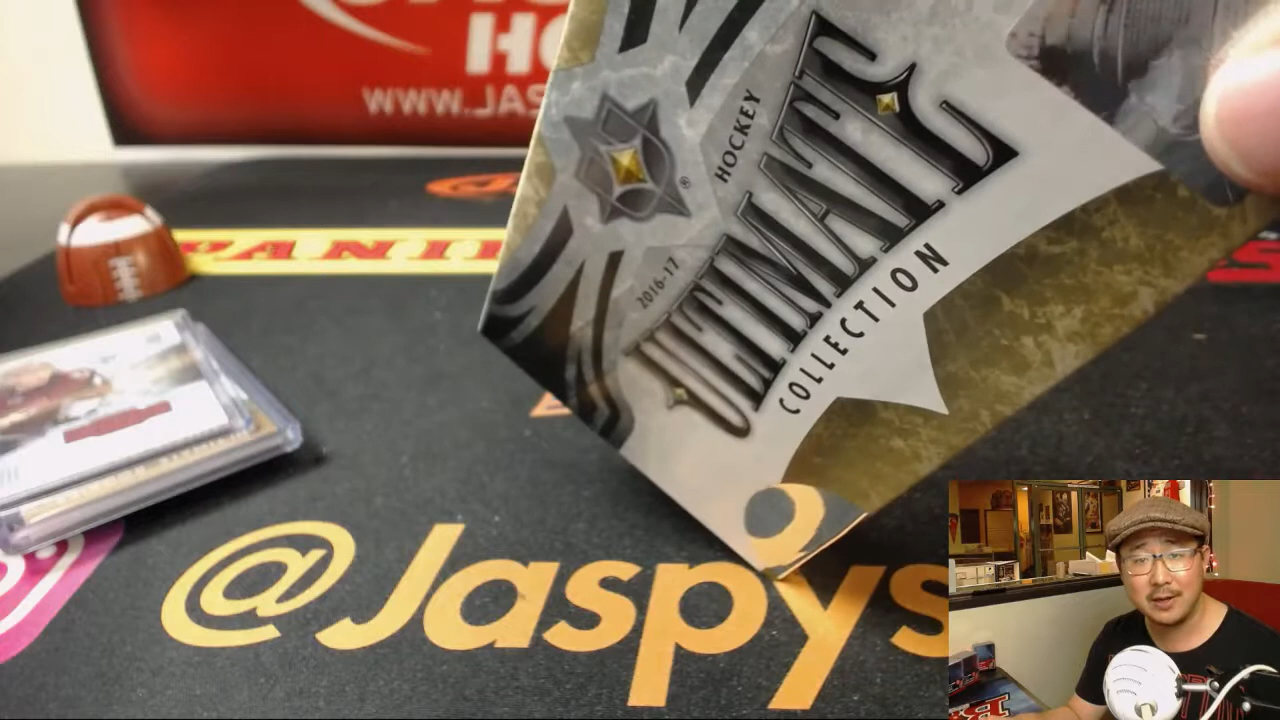 HO
WWW.JAS
PANINI
HOCKEY
2016-17
ULTIMATE
COLLECTION
®
@Jaspys